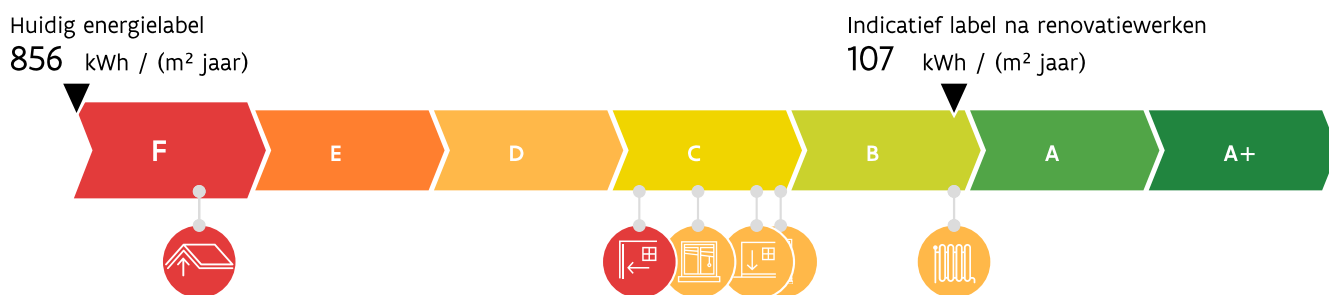 Huidig energielabel
856 kWh / (m² jaar)
Indicatief label na renovatiewerken
107 kWh / (m² jaar)
F E D C B A A+